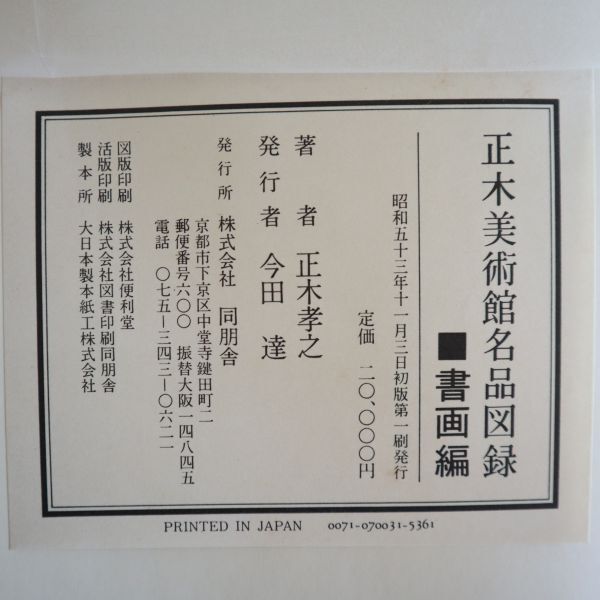 正木美術館名品図録
■書画編
昭和五十三年十一月三日初版第一刷発行
定価 二〇,〇〇〇円
著者 正木孝之
発行者 今田達
発行所 株式会社 同朋舎
京都市下京区中堂寺鍵田町二
郵便番号六〇〇 振替大阪一四八四五
電話 〇七五－三四三－〇六二一
図版印刷 株式会社便利堂
活版印刷 株式会社図書印刷同朋舎
製本所 大日本製本紙工株式会社
PRINTED IN JAPAN 0071-070031-5361